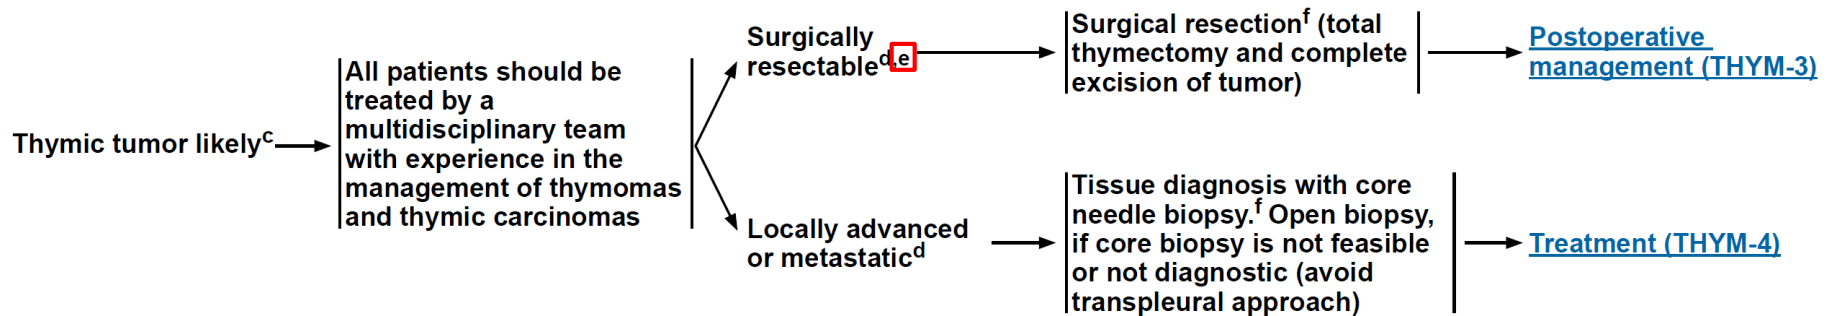 Thymic tumor likelyᶜ
All patients should be
treated by a
multidisciplinary team
with experience in the
management of thymomas
and thymic carcinomas
Surgically
resectableᵈ,ᵉ
Surgical resectionᶠ (total
thymectomy and complete
excision of tumor)
Postoperative
management (THYM-3)
Locally advanced
or metastaticᵈ
Tissue diagnosis with core
needle biopsy.ᶠ Open biopsy,
if core biopsy is not feasible
or not diagnostic (avoid
transpleural approach)
Treatment (THYM-4)